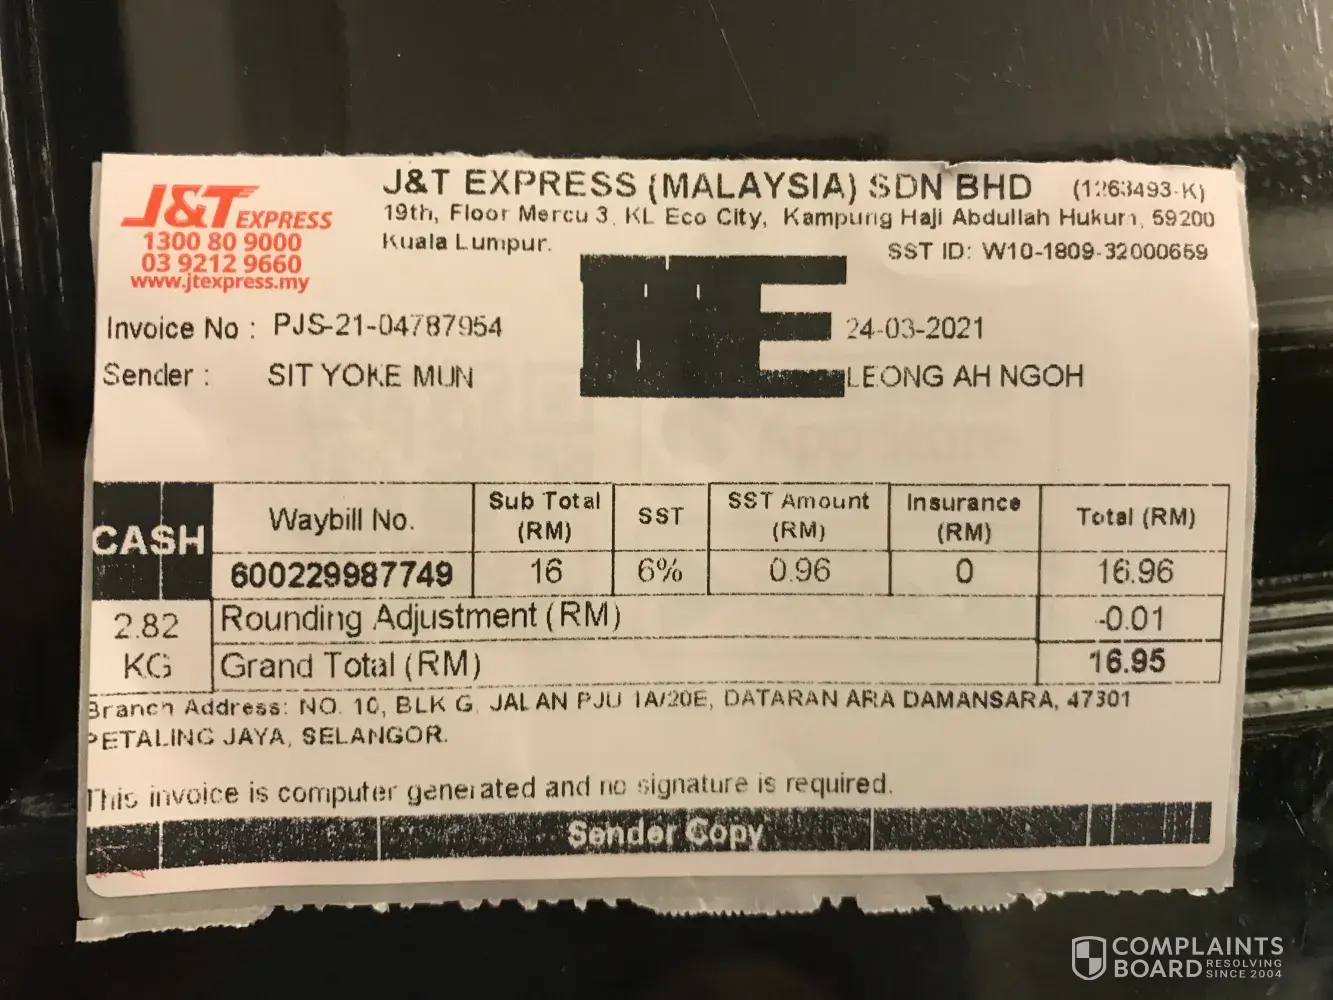 J&T EXPRESS
1300 80 9000
03 9212 9660
www.jtexpress.my
J&T EXPRESS (MALAYSIA) SDN BHD (1263493-K)
19th, Floor Mercu 3, KL Eco City, Kampung Haji Abdullah Hukum, 59200
Kuala Lumpur.
SST ID: W10-1809-32000659
Invoice No : PJS-21-04787954
24-03-2021
Sender : SIT YOKE MUN
LEONG AH NGOH
CASH
Waybill No. Sub Total (RM) SST SST Amount (RM) Insurance (RM) Total (RM)
600229987749 16 6% 0.96 0 16.96
2.82 KG
Rounding Adjustment (RM) -0.01
Grand Total (RM) 16.95
Branch Address: NO. 10, BLK G, JALAN PJU 1A/20E, DATARAN ARA DAMANSARA, 47301
PETALING JAYA, SELANGOR.
This invoice is computer generated and no signature is required.
Sender Copy
COMPLAINTS
BOARD RESOLVING SINCE 2004